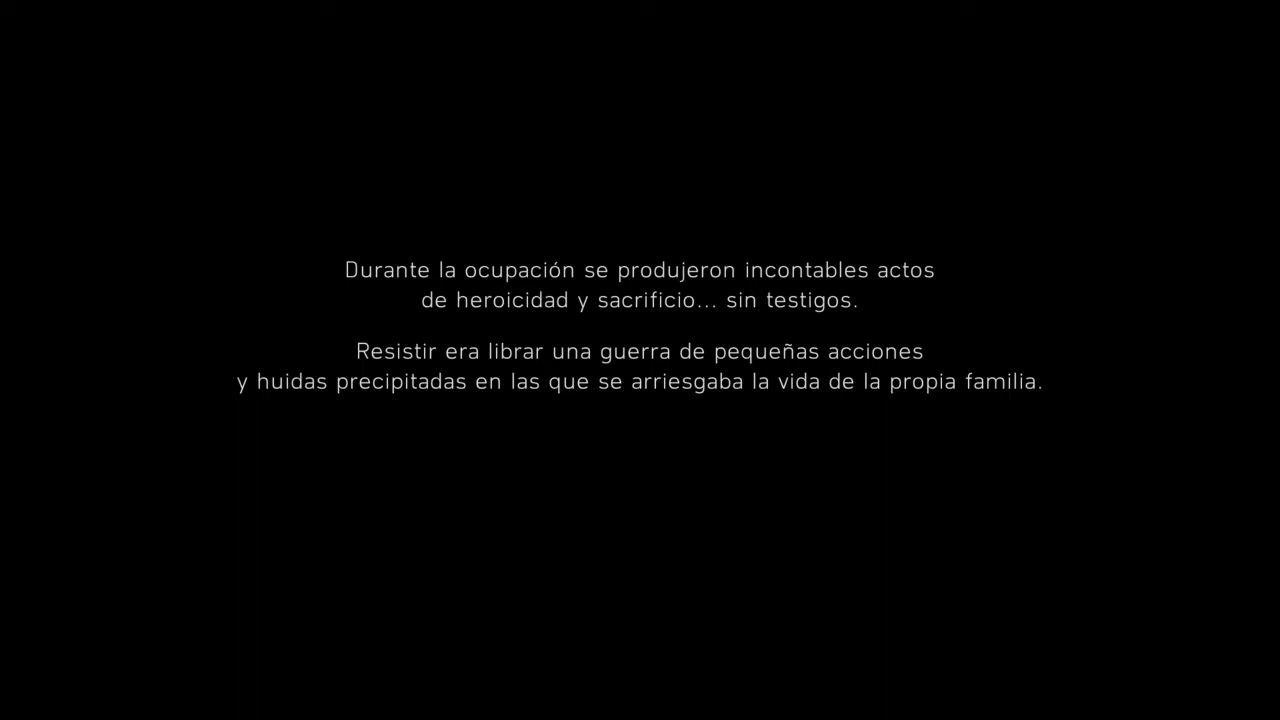 Durante la ocupación se produjeron incontables actos
de heroicidad y sacrificio... sin testigos.
Resistir era librar una guerra de pequeñas acciones
y huidas precipitadas en las que se arriesgaba la vida de la propia familia.